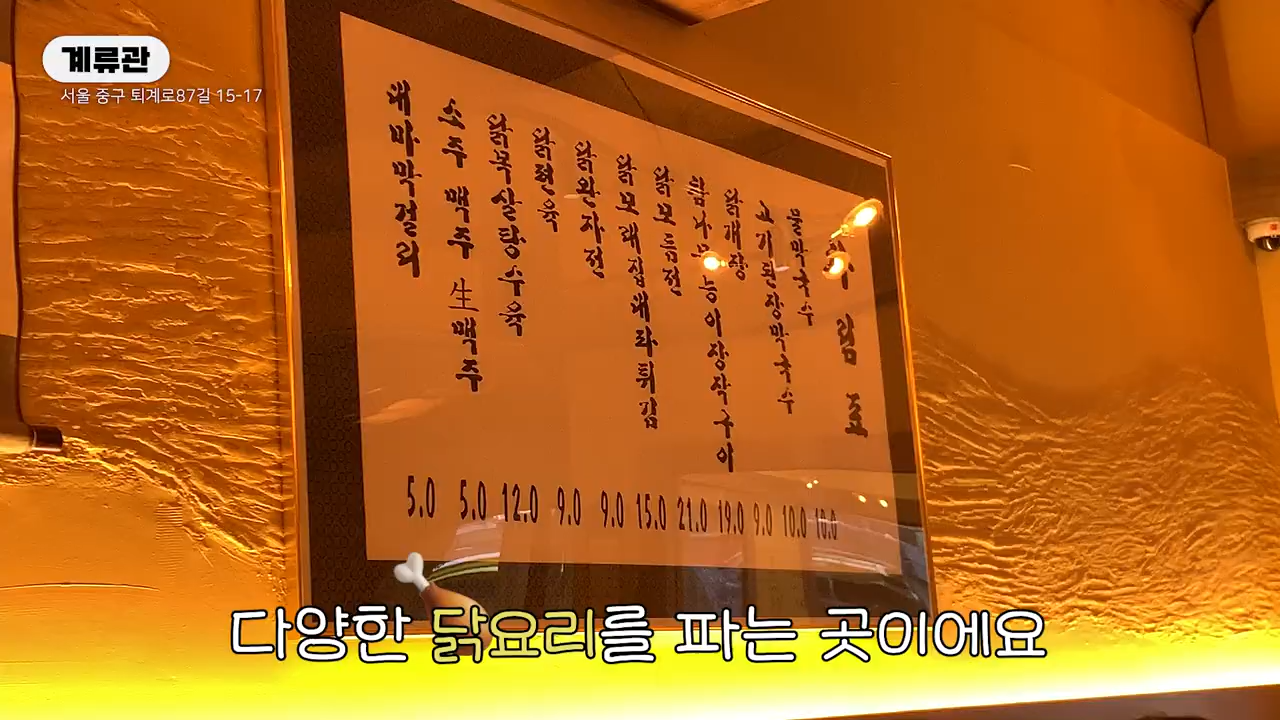 계류관
서울 중구 퇴계로87길 15-17
차림표
물막국수
고기된장막국수
닭개장
참나무 능이장작구이
닭모듬전
닭모래집대파튀김
닭완자전
닭편육
닭목살탕수육
소주 맥주 生맥주
대마막걸리
5.0 5.0 12.0 9.0 9.0 15.0 21.0 19.0 9.0 10.0 10.0
다양한 닭요리를 파는 곳이에요